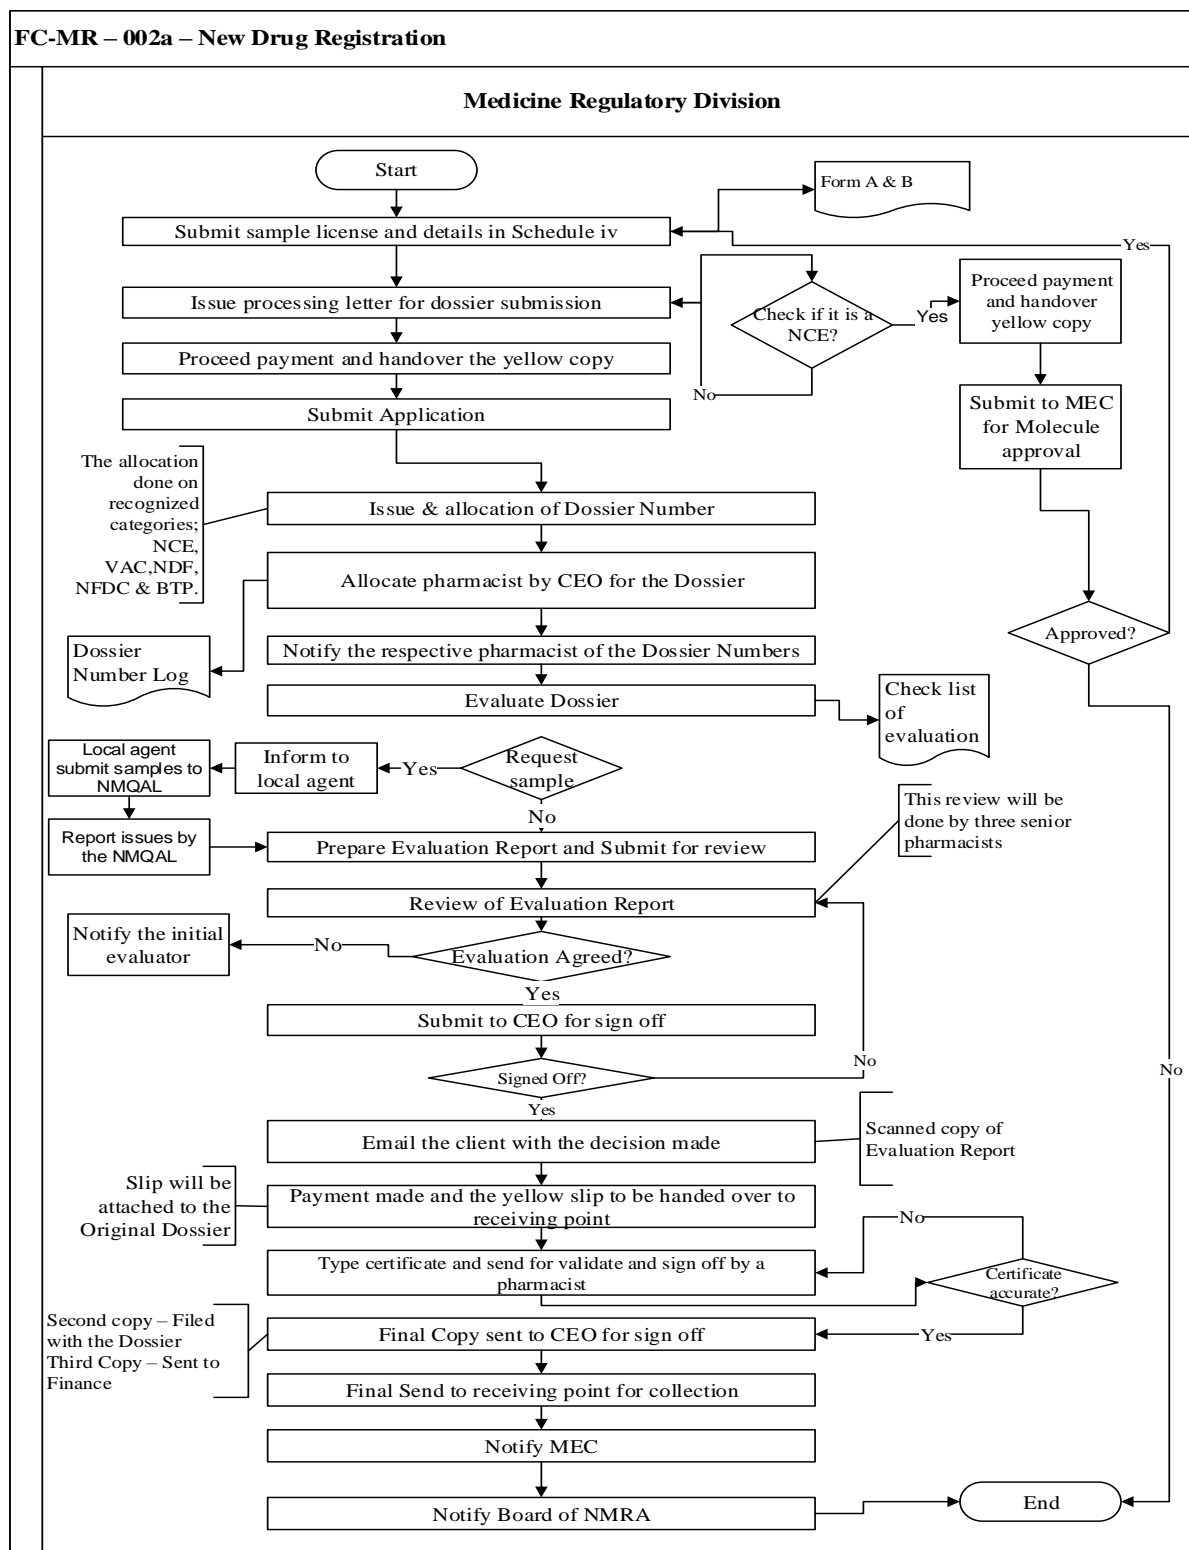 FC-MR – 002a – New Drug Registration
Medicine Regulatory Division
Start
Form A & B
Submit sample license and details in Schedule iv
Yes
Issue processing letter for dossier submission
Check if it is a
NCE?
Yes
No
Proceed payment
and handover
yellow copy
Proceed payment and handover the yellow copy
Submit Application
Submit to MEC
for Molecule
approval
The allocation
done on
recognized
categories;
NCE,
VAC,NDF,
NFDC & BTP.
Issue & allocation of Dossier Number
Allocate pharmacist by CEO for the Dossier
Approved?
Dossier
Number Log
Notify the respective pharmacist of the Dossier Numbers
Evaluate Dossier
Check list
of
evaluation
Local agent
submit samples to
NMQAL
Inform to
local agent
Yes
Request
sample
No
Report issues by
the NMQAL
Prepare Evaluation Report and Submit for review
This review will be
done by three senior
pharmacists
Review of Evaluation Report
Notify the initial
evaluator
No
Evaluation Agreed?
Yes
Submit to CEO for sign off
Signed Off?
No
No
Yes
Email the client with the decision made
Scanned copy of
Evaluation Report
Slip will be
attached to the
Original Dossier
Payment made and the yellow slip to be handed over to
receiving point
No
Type certificate and send for validate and sign off by a
pharmacist
Certificate
accurate?
Second copy – Filed
with the Dossier
Third Copy – Sent to
Finance
Final Copy sent to CEO for sign off
Yes
Final Send to receiving point for collection
Notify MEC
Notify Board of NMRA
End